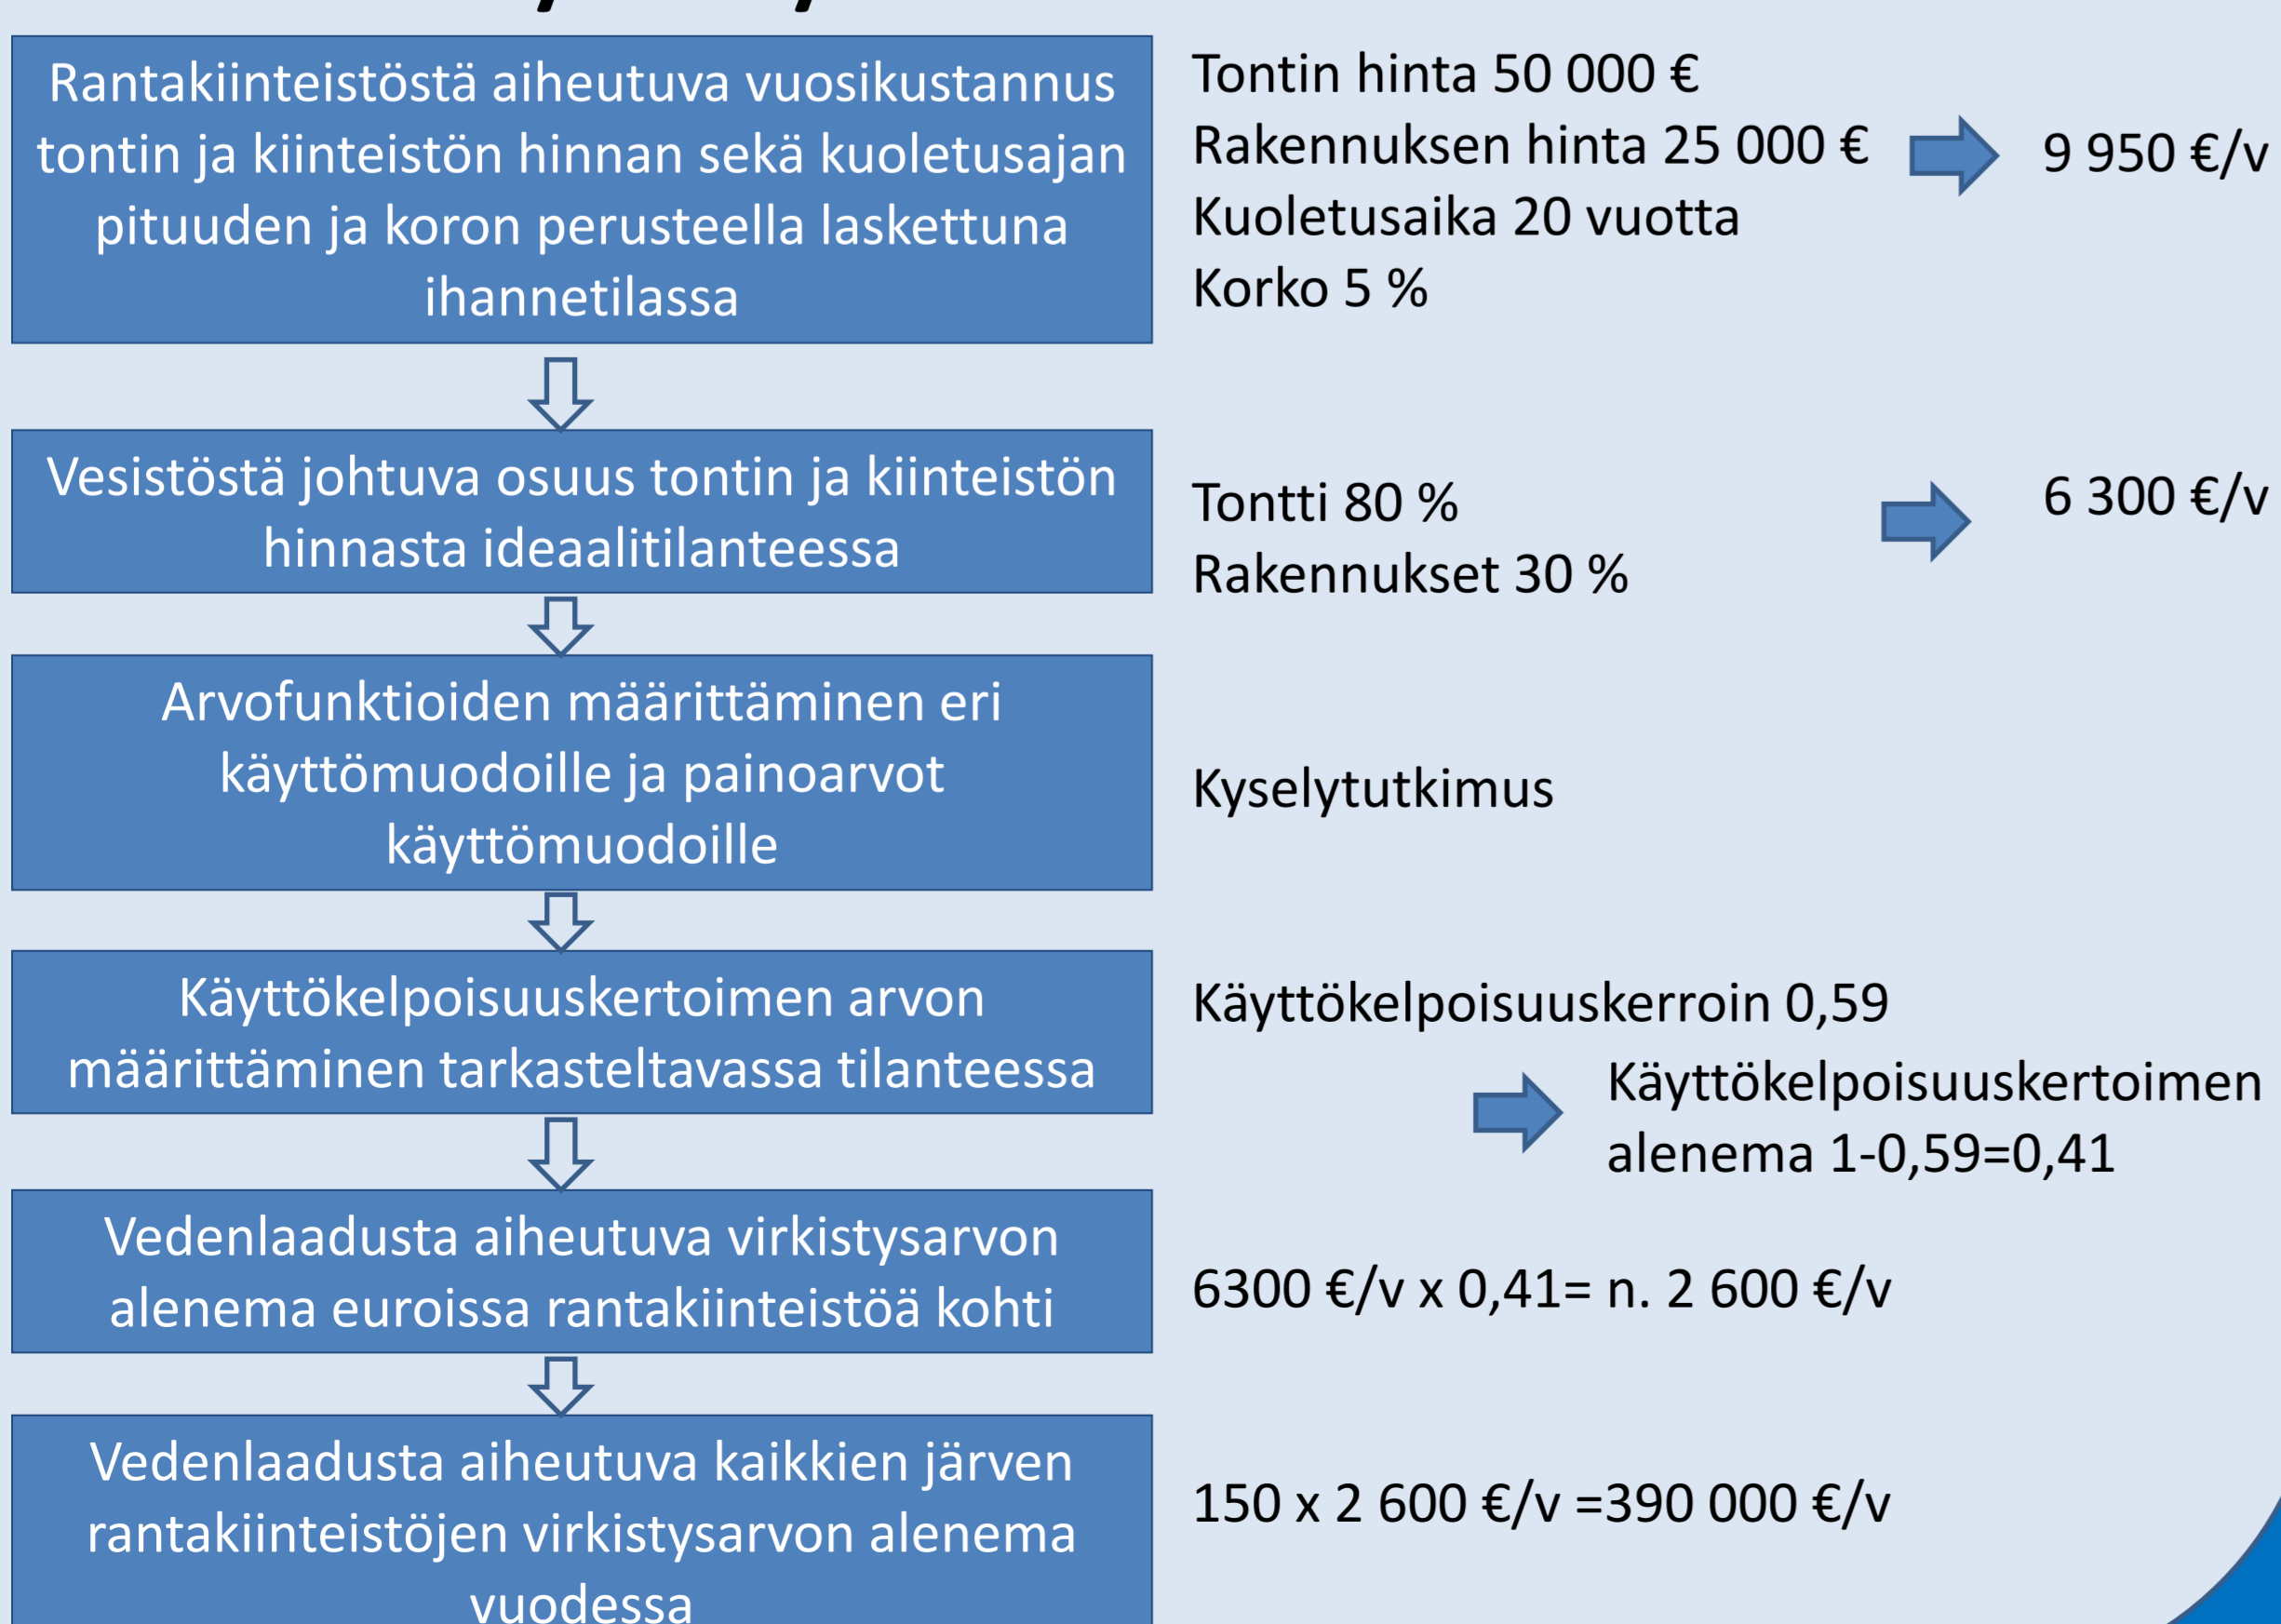 Rantakiinteistöstä aiheutuva vuosikustannus
tontin ja kiinteistön hinnan sekä kuoletusajan
pituuden ja koron perusteella laskettuna
ihannetilassa
Tontin hinta 50 000 €
Rakennuksen hinta 25 000 €
Kuoletusaika 20 vuotta
Korko 5 %
9 950 €/v
Vesistöstä johtuva osuus tontin ja kiinteistön
hinnasta ideaalitilanteessa
Tontti 80 %
Rakennukset 30 %
6 300 €/v
Arvofunktioiden määrittäminen eri
käyttömuodoille ja painoarvot
käyttömuodoille
Kyselytutkimus
Käyttökelpoisuuskertoimen arvon
määrittäminen tarkasteltavassa tilanteessa
Käyttökelpoisuuskerroin 0,59
Käyttökelpoisuuskertoimen
alenema 1-0,59=0,41
Vedenlaadusta aiheutuva virkistysarvon
alenema euroissa rantakiinteistöä kohti
6300 €/v x 0,41= n. 2 600 €/v
Vedenlaadusta aiheutuva kaikkien järven
rantakiinteistöjen virkistysarvon alenema
vuodessa
150 x 2 600 €/v =390 000 €/v